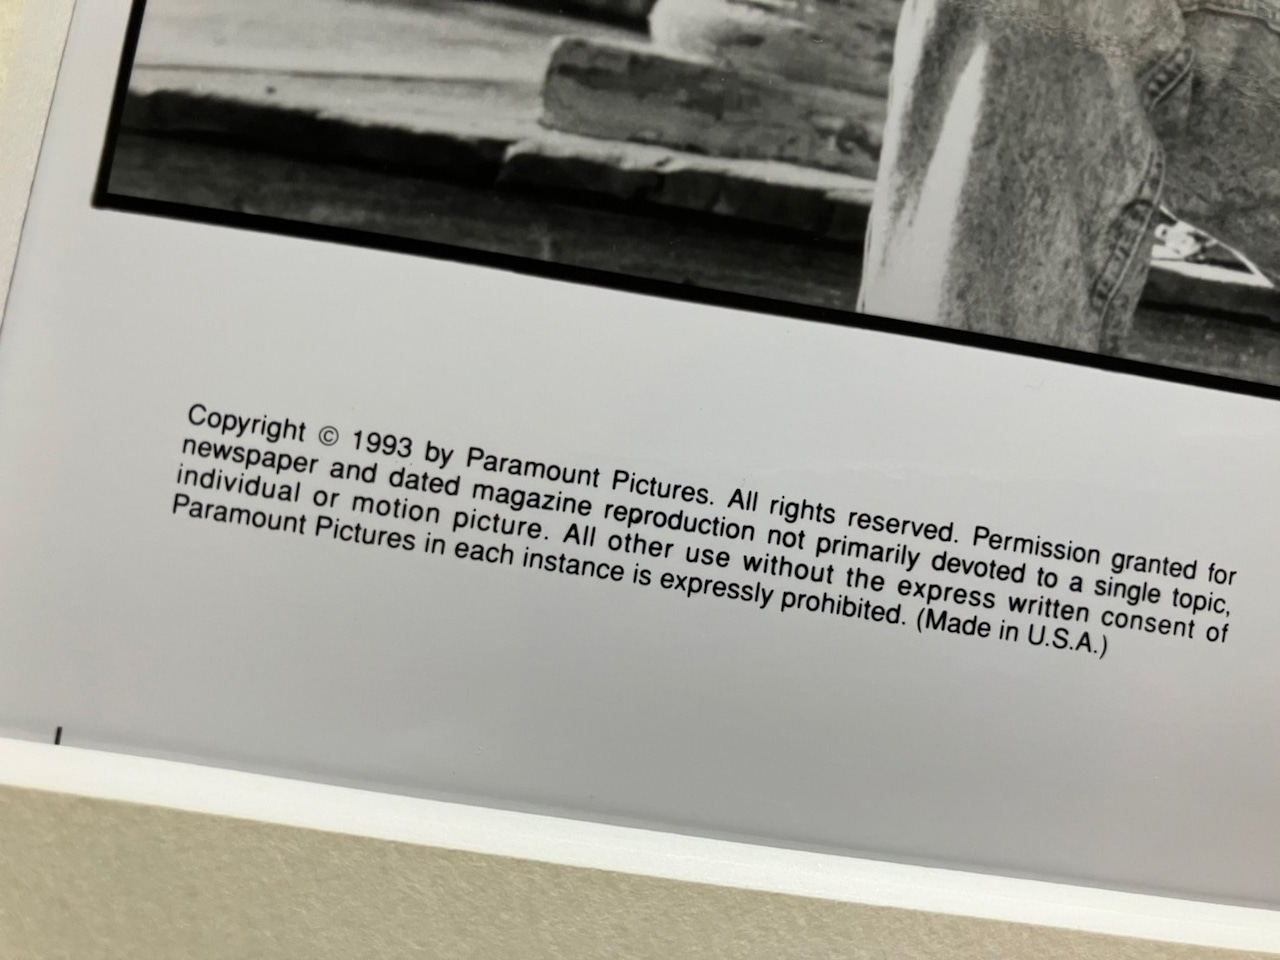 Copyright © 1993 by Paramount Pictures. All rights reserved. Permission granted for
newspaper and dated magazine reproduction not primarily devoted to a single topic,
individual or motion picture. All other use without the express written consent of
Paramount Pictures in each instance is expressly prohibited. (Made in U.S.A.)